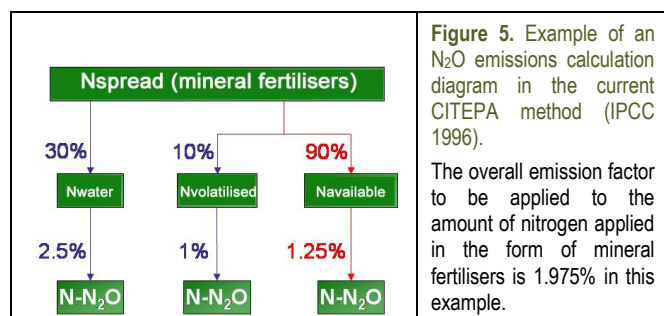 Nspread (mineral fertilisers)
30% 10% 90%
Nwater Nvolatilised Navailable
2.5% 1% 1.25%
N-N₂O N-N₂O N-N₂O
Figure 5. Example of an
N₂O emissions calculation
diagram in the current
CITEPA method (IPCC
1996).
The overall emission factor
to be applied to the
amount of nitrogen applied
in the form of mineral
fertilisers is 1.975% in this
example.